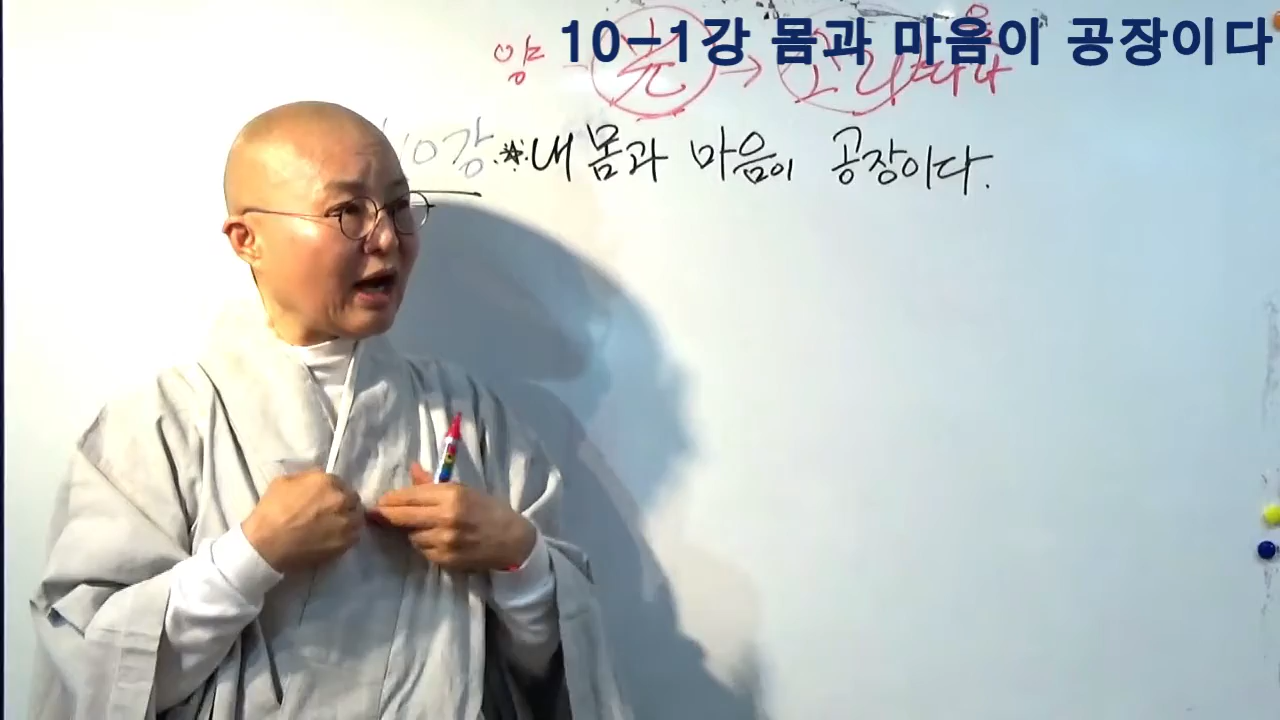 10-1강 몸과 마음이 공장이다
양
10강 * 내 몸과 마음이 공장이다.